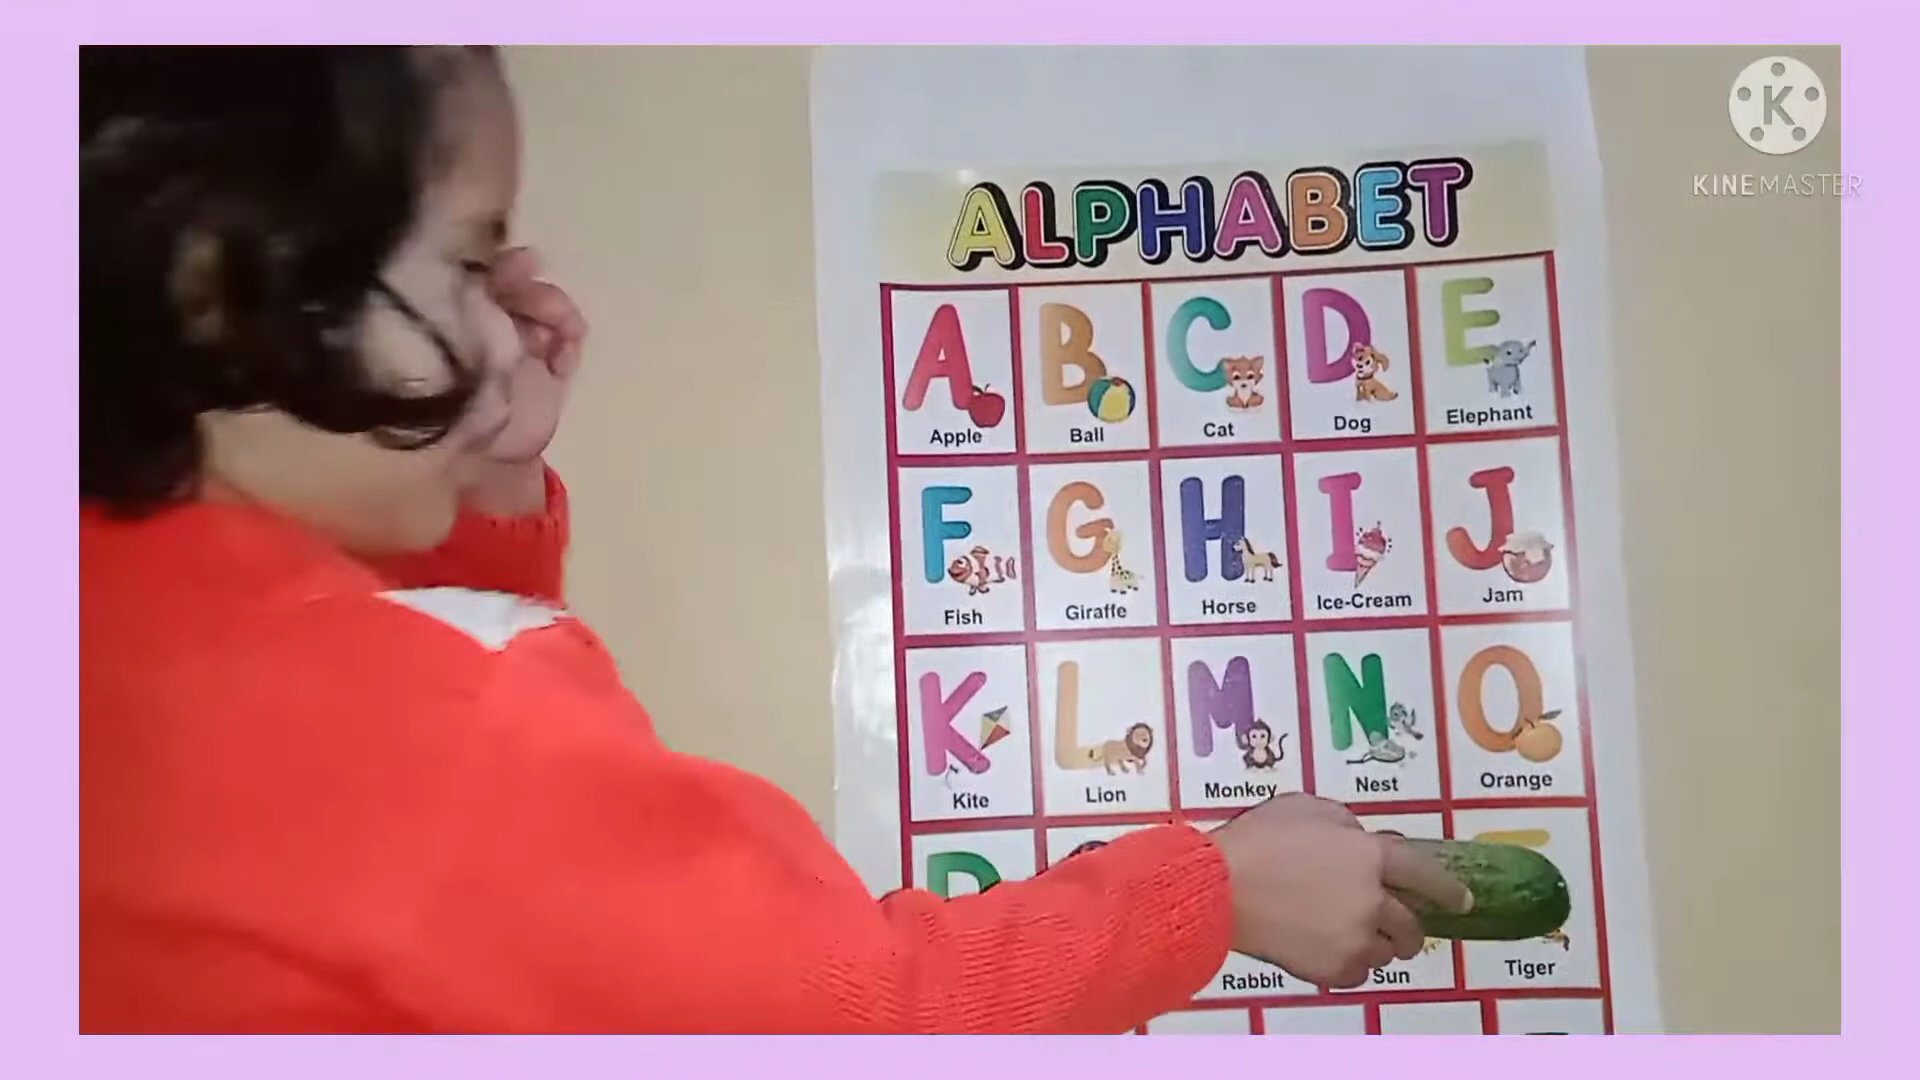 K
KINEMASTER
ALPHABET
A B C D E
Apple Ball Cat Dog Elephant
F G H I J
Fish Giraffe Horse Ice-Cream Jam
K L M N O
Kite Lion Monkey Nest Orange
P
Rabbit Sun Tiger